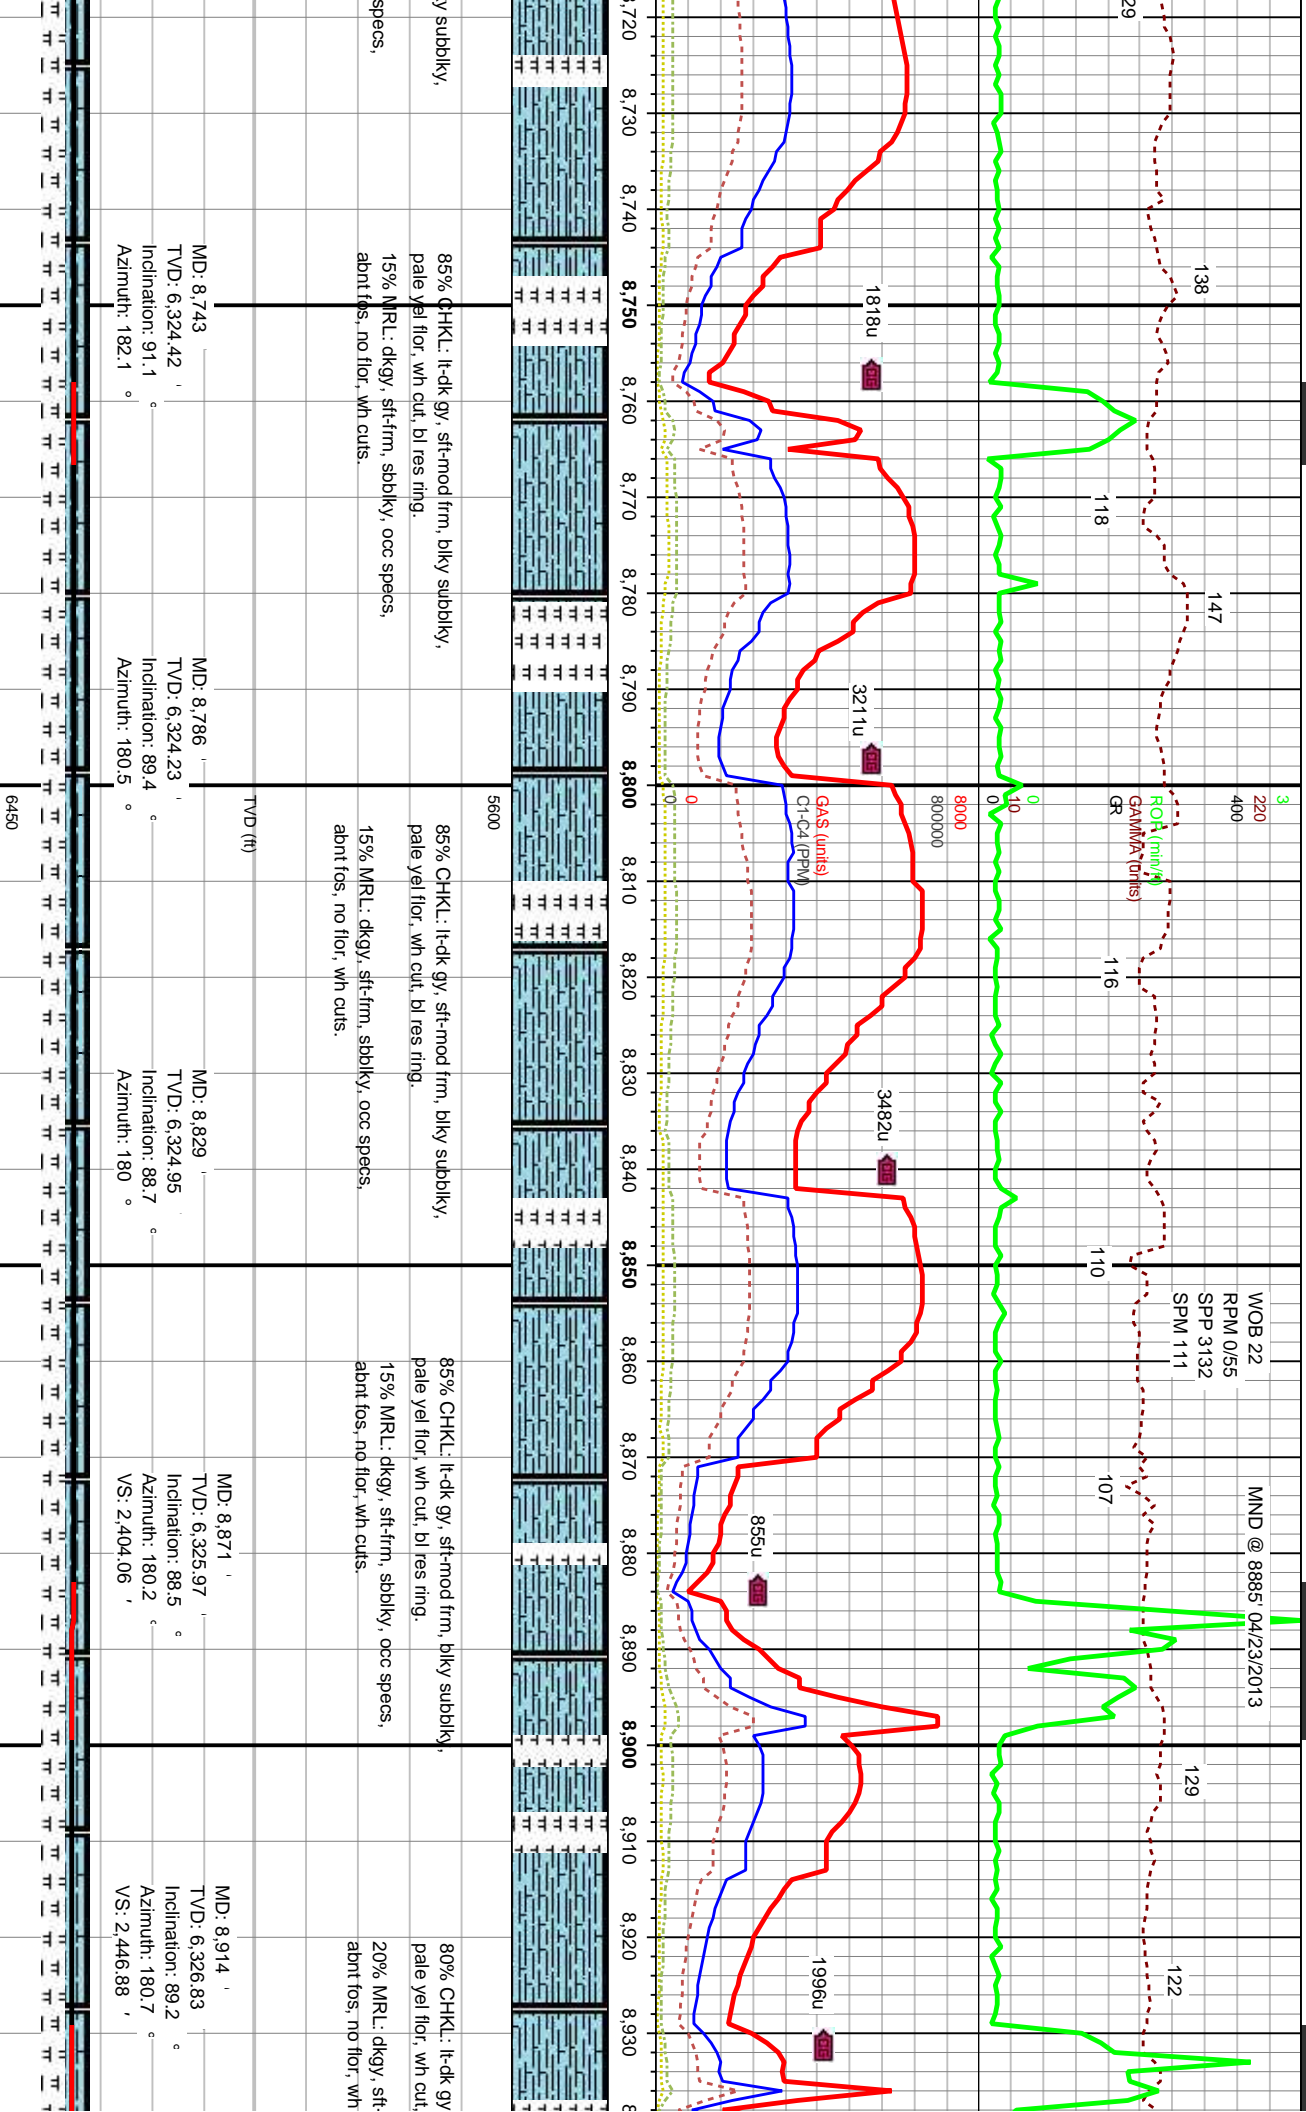 29
138
118
147
116
110
107
129
122
WOB 22
RPM 0/55
SPP 3132
SPM 111
MND @ 8885' 04/23/2013
3
220
400
ROP (min/ft)
GAMMA (units)
GR
0
10
0
8000
80000
GAS (units)
C1-C4 (PPM)
0
0
1818u
3211u
3482u
855u
1996u
8,720
8,730
8,740
8,750
8,760
8,770
8,780
8,790
8,800
8,810
8,820
8,830
8,840
8,850
8,860
8,870
8,880
8,890
8,900
8,910
8,920
8,930
subblky,
specs,
85% CHKL: lt-dk gy, sft-mod frm, blky subblky,
pale yel flor, wh cut, bl res ring.
15% MRL: dkgy, sft-frm, sbblky, occ specs,
abnt fos, no flor, wh cuts.
85% CHKL: lt-dk gy, sft-mod frm, blky subblky,
pale yel flor, wh cut, bl res ring.
15% MRL: dkgy, sft-frm, sbblky, occ specs,
abnt fos, no flor, wh cuts.
85% CHKL: lt-dk gy, sft-mod frm, blky subblky,
pale yel flor, wh cut, bl res ring.
15% MRL: dkgy, sft-frm, sbblky, occ specs,
abnt fos, no flor, wh cuts.
80% CHKL: lt-dk gy
pale yel flor, wh cut,
20% MRL: dkgy, sft-
abnt fos, no flor, wh
5600
TVD (ft)
6450
MD: 8,743 '
TVD: 6,324.42 '
Inclination: 91.1 °
Azimuth: 182.1 °
MD: 8,786 '
TVD: 6,324.23 '
Inclination: 89.4 °
Azimuth: 180.5 °
MD: 8,829 '
TVD: 6,324.95 '
Inclination: 88.7 °
Azimuth: 180 °
MD: 8,871 '
TVD: 6,325.97 '
Inclination: 88.5 °
Azimuth: 180.2 °
VS: 2,404.06 '
MD: 8,914 '
TVD: 6,326.83 '
Inclination: 89.2 °
Azimuth: 180.7 °
VS: 2,446.88 '